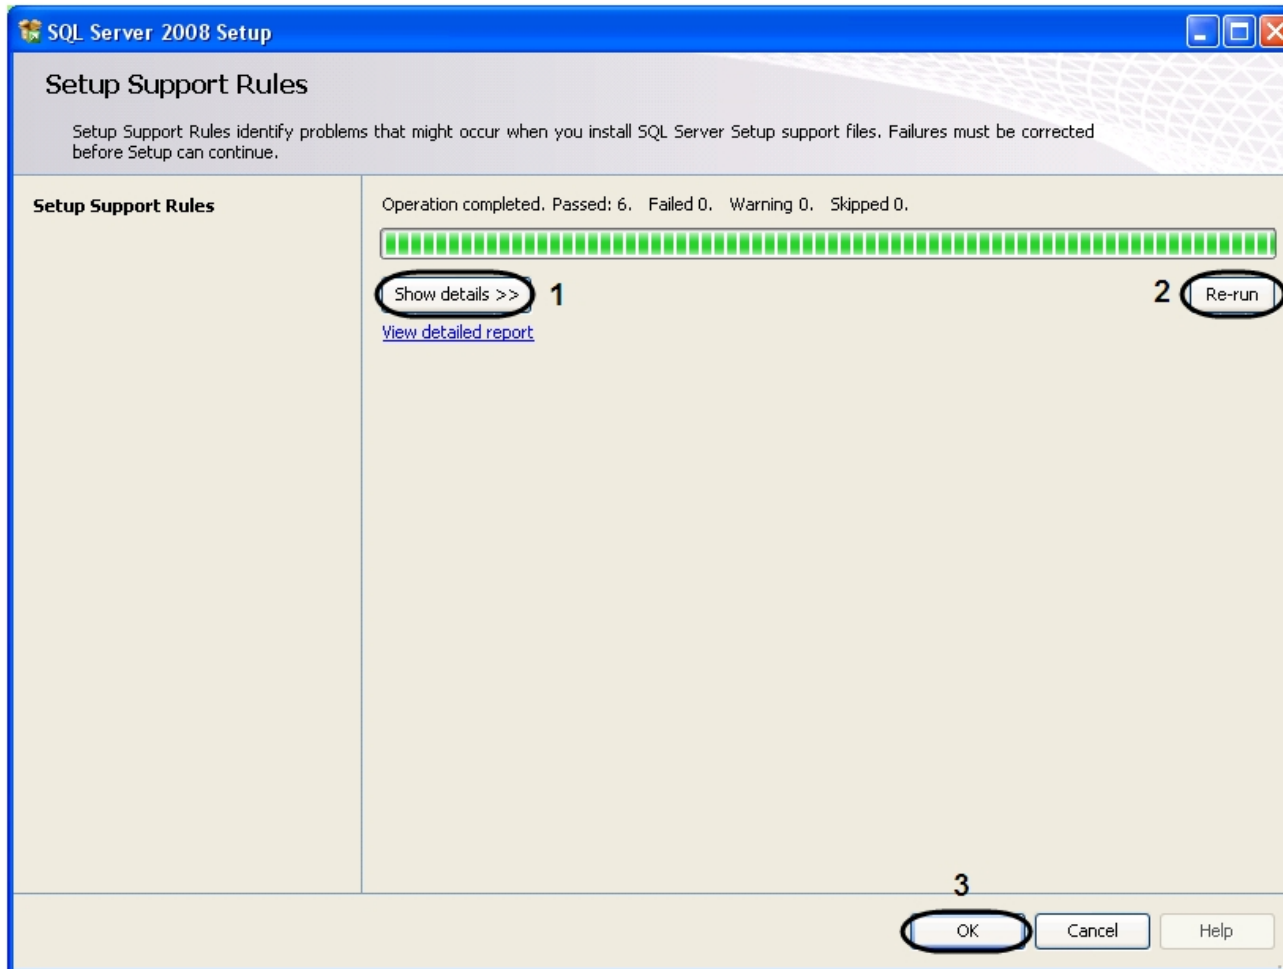 SQL Server 2008 Setup
Setup Support Rules
Setup Support Rules identify problems that might occur when you install SQL Server Setup support files. Failures must be corrected
before Setup can continue.
Setup Support Rules
Operation completed. Passed: 6. Failed 0. Warning 0. Skipped 0.
Show details >> 1
2 Re-run
View detailed report
3
OK Cancel Help